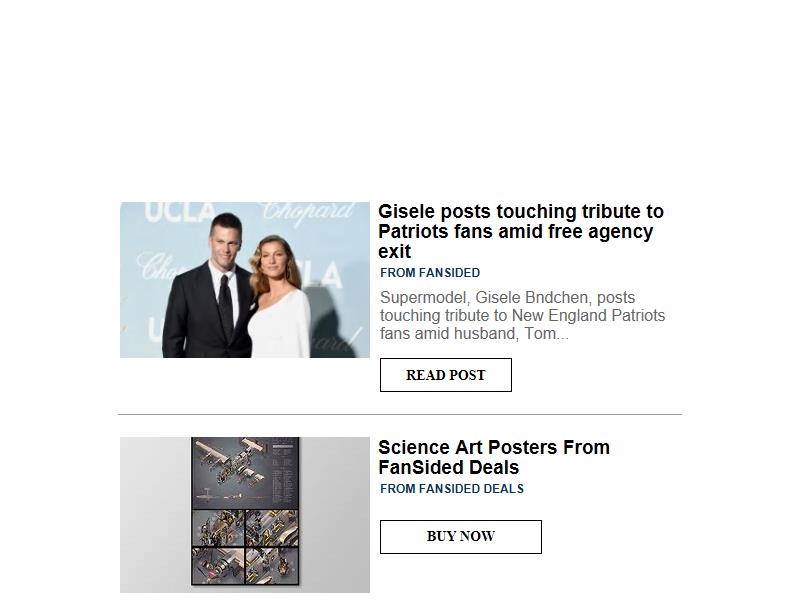 UCLA
Chopard
Gisele posts touching tribute to
Patriots fans amid free agency
exit
FROM FANSIDED
Supermodel, Gisele Bndchen, posts
touching tribute to New England Patriots
fans amid husband, Tom...
READ POST
Science Art Posters From
FanSided Deals
FROM FANSIDED DEALS
BUY NOW